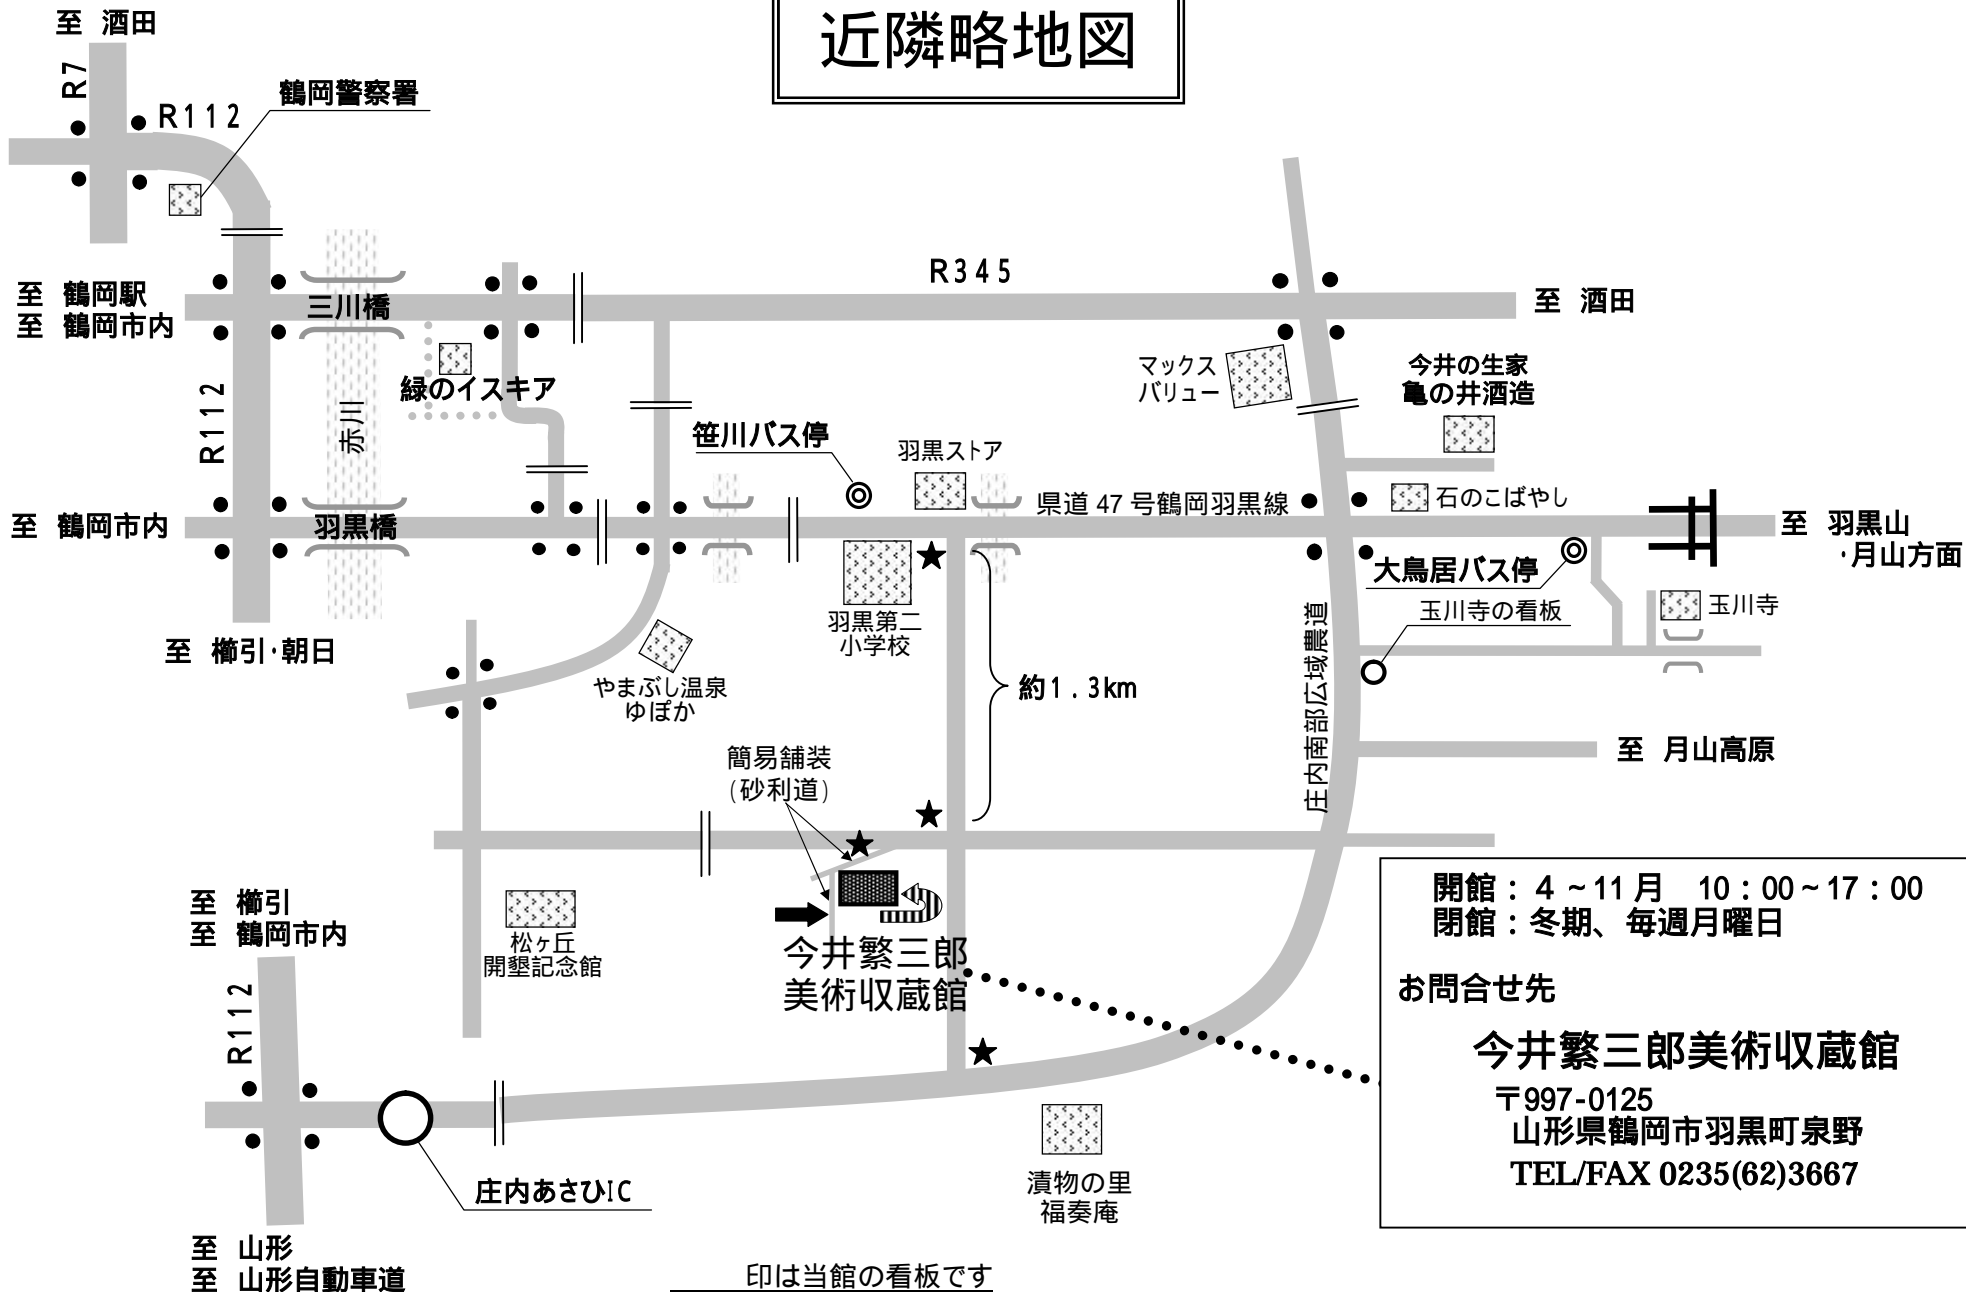 近隣略地図
至 酒田
R7
R112
鶴岡警察署
R345
至 鶴岡駅
至 鶴岡市内
三川橋
至 酒田
マックス
バリュー
今井の生家
亀の井酒造
緑のイスキア
R112
赤川
笹川バス停
羽黒ストア
県道 47 号鶴岡羽黒線
石のこばやし
至 鶴岡市内
羽黒橋
至 羽黒山
・月山方面
大鳥居バス停
玉川寺の看板
玉川寺
羽黒第二
小学校
至 曛引・朝日
やまぶし温泉
ゆぽか
約1.3km
庄内南部広域農道
至 月山高原
簡易舗装
(砂利道)
至 櫛引
至 鶴岡市内
松ヶ丘
開墾記念館
今井繁三郎
美術収蔵館
R112
庄内あさひIC
漬物の里
福奏庵
至 山形
至 山形自動車道
印は当館の看板です
開館：4～11月 10：00～17：00
閉館：冬期、毎週月曜日
お問合せ先
今井繁三郎美術収蔵館
〒997-0125
山形県鶴岡市羽黒町泉野
TEL/FAX 0235(62)3667